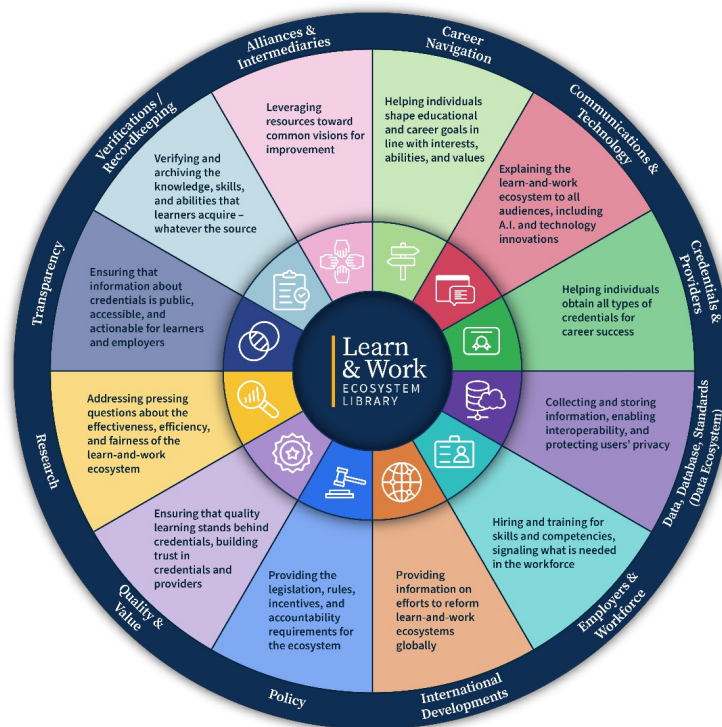 Alliances &
Intermediaries
Leveraging
resources toward
common visions for
improvement
Career
Navigation
Helping individuals
shape educational
and career goals in
line with interests,
abilities, and values
Communications &
Technology
Explaining the
learn-and-work
ecosystem to all
audiences, including
A.I. and technology
innovations
Credentials &
Providers
Helping individuals
obtain all types of
credentials for
career success
Data, Database, Standards
(Data Ecosystem)
Collecting and storing
information, enabling
interoperability, and
protecting users' privacy
Employers &
Workforce
Hiring and training for
skills and competencies,
signaling what is needed
in the workforce
International
Developments
Providing
information on
efforts to reform
learn-and-work
ecosystems
globally
Policy
Providing the
legislation, rules,
incentives, and
accountability
requirements for
the ecosystem
Quality &
Value
Ensuring that quality
learning stands behind
credentials, building
trust in
credentials and
providers
Research
Addressing pressing
questions about the
effectiveness, efficiency,
and fairness of the
learn-and-work
ecosystem
Transparency
Ensuring that
information about
credentials is public,
accessible, and
actionable for learners
and employers
Verifications /
Recordkeeping
Verifying and
archiving the
knowledge, skills,
and abilities that
learners acquire –
whatever the source
Learn
& Work
ECOSYSTEM
LIBRARY